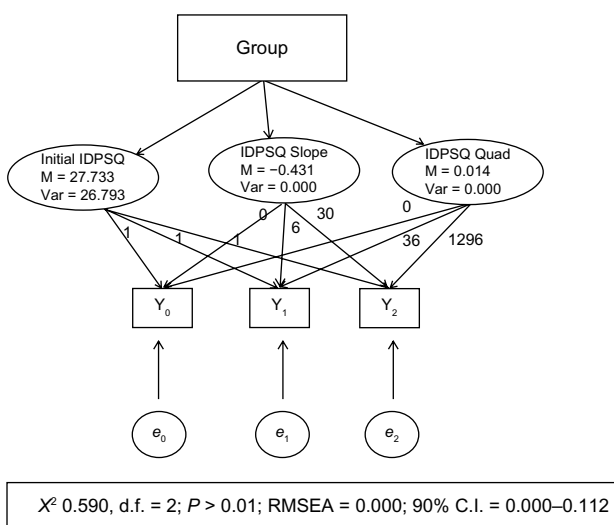 Group
Initial IDPSQ
M = 27.733
Var = 26.793
IDPSQ Slope
M = −0.431
Var = 0.000
IDPSQ Quad
M = 0.014
Var = 0.000
0 30 0
1 1 1 6 36 1296
Y₀ Y₁ Y₂
e₀ e₁ e₂
X² 0.590, d.f. = 2; P > 0.01; RMSEA = 0.000; 90% C.I. = 0.000–0.112